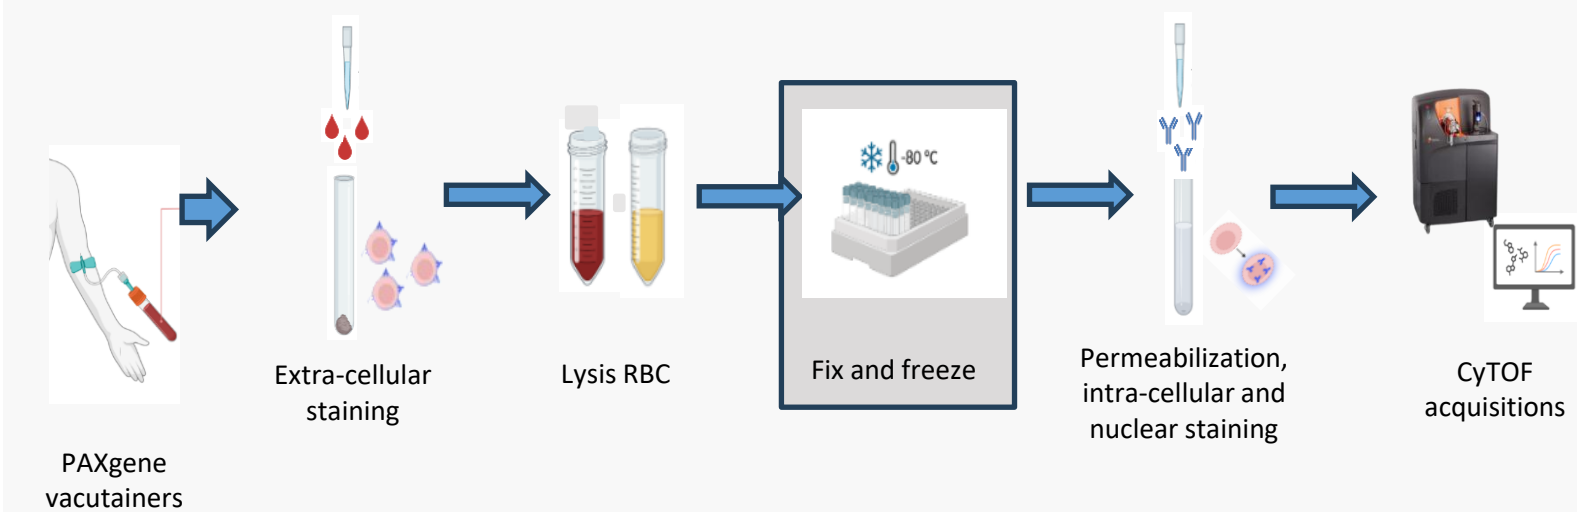 PAXgene
vacutainers
Extra-cellular
staining
Lysis RBC
-80 ºC
Fix and freeze
Permeabilization,
intra-cellular and
nuclear staining
CyTOF
acquisitions